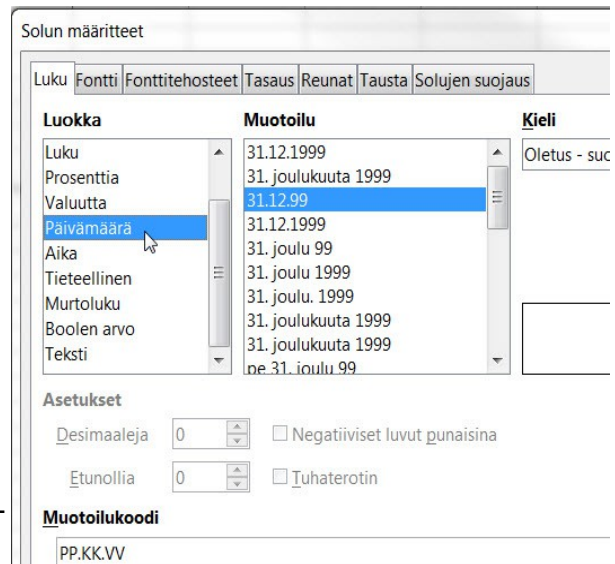 Solun määritteet
Luku Fontti Fonttitehosteet Tasaus Reunat Tausta Solujen suojaus
Luokka
Luku
Prosenttia
Valuutta
Päivämäärä
Aika
Tieteellinen
Murtoluku
Boolen arvo
Teksti
Muotoilu
31.12.1999
31. joulukuuta 1999
31.12.99
31.12.1999
31. joulu 99
31. joulu 1999
31. joulu. 1999
31. joulukuuta 1999
31. joulukuuta 1999
pe 31. joulu 99
Kieli
Oletus - suo
Asetukset
Desimaaleja 0 Negatiiviset luvut punaisina
Etunollia 0 Tuhaterotin
Muotoilukoodi
PP.KK.VV